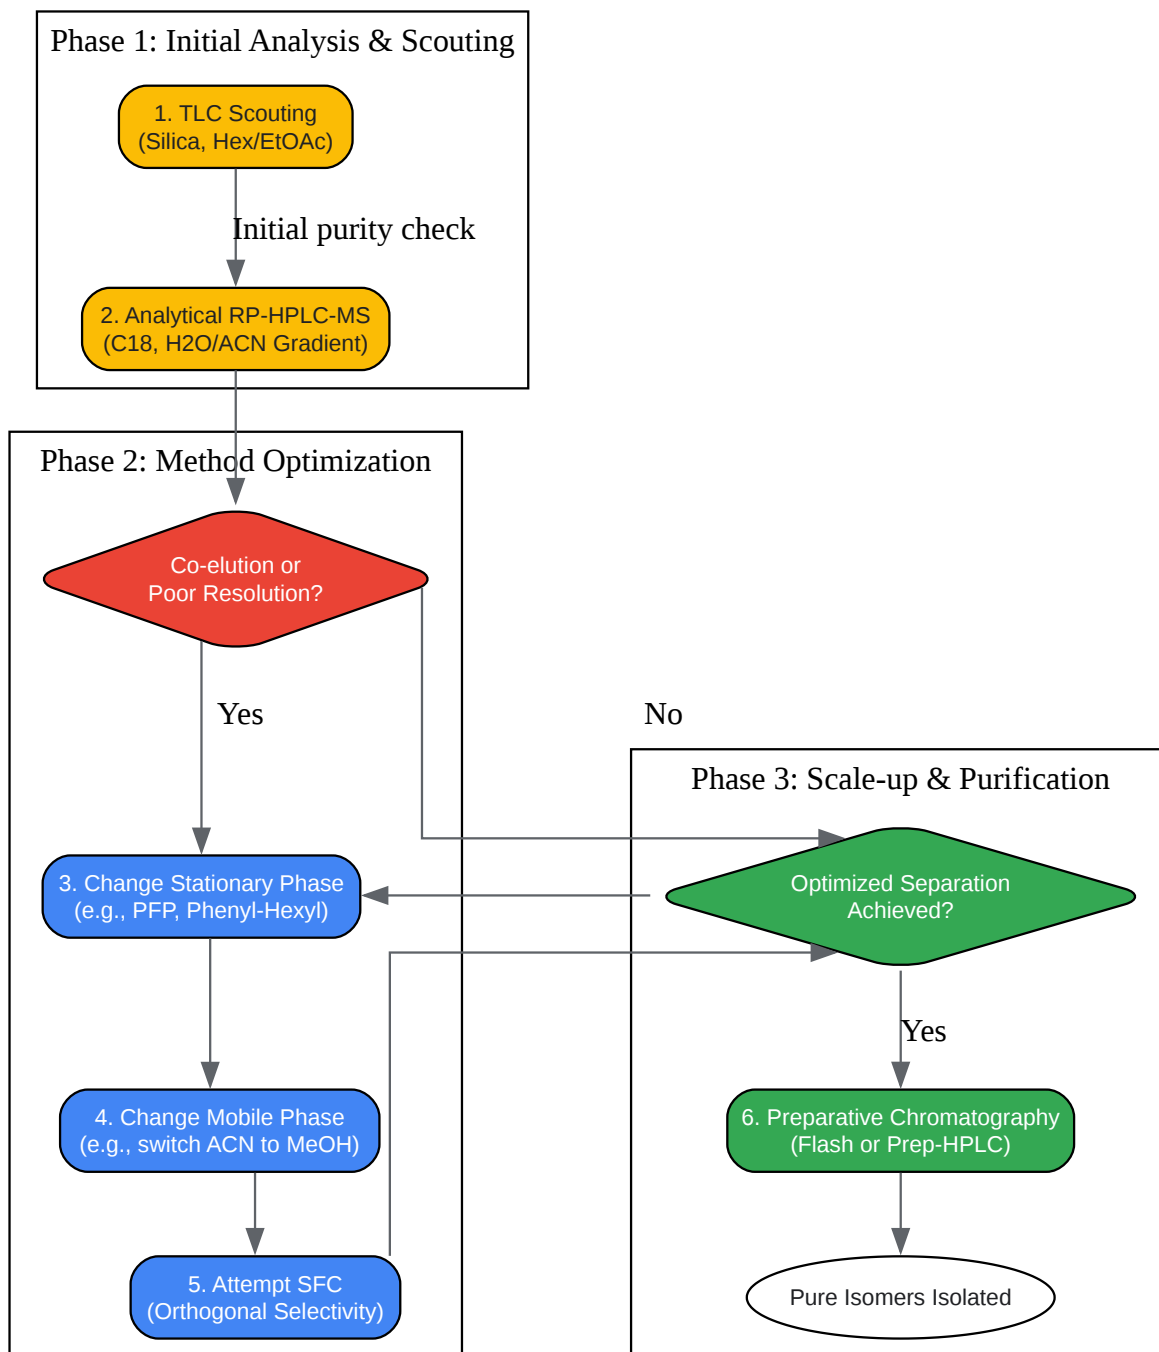 Phase 1: Initial Analysis & Scouting
1. TLC Scouting
(Silica, Hex/EtOAc)
Initial purity check
2. Analytical RP-HPLC-MS
(C18, H2O/ACN Gradient)
Phase 2: Method Optimization
Co-elution or
Poor Resolution?
Yes
No
3. Change Stationary Phase
(e.g., PFP, Phenyl-Hexyl)
4. Change Mobile Phase
(e.g., switch ACN to MeOH)
5. Attempt SFC
(Orthogonal Selectivity)
Phase 3: Scale-up & Purification
Optimized Separation
Achieved?
Yes
6. Preparative Chromatography
(Flash or Prep-HPLC)
Pure Isomers Isolated